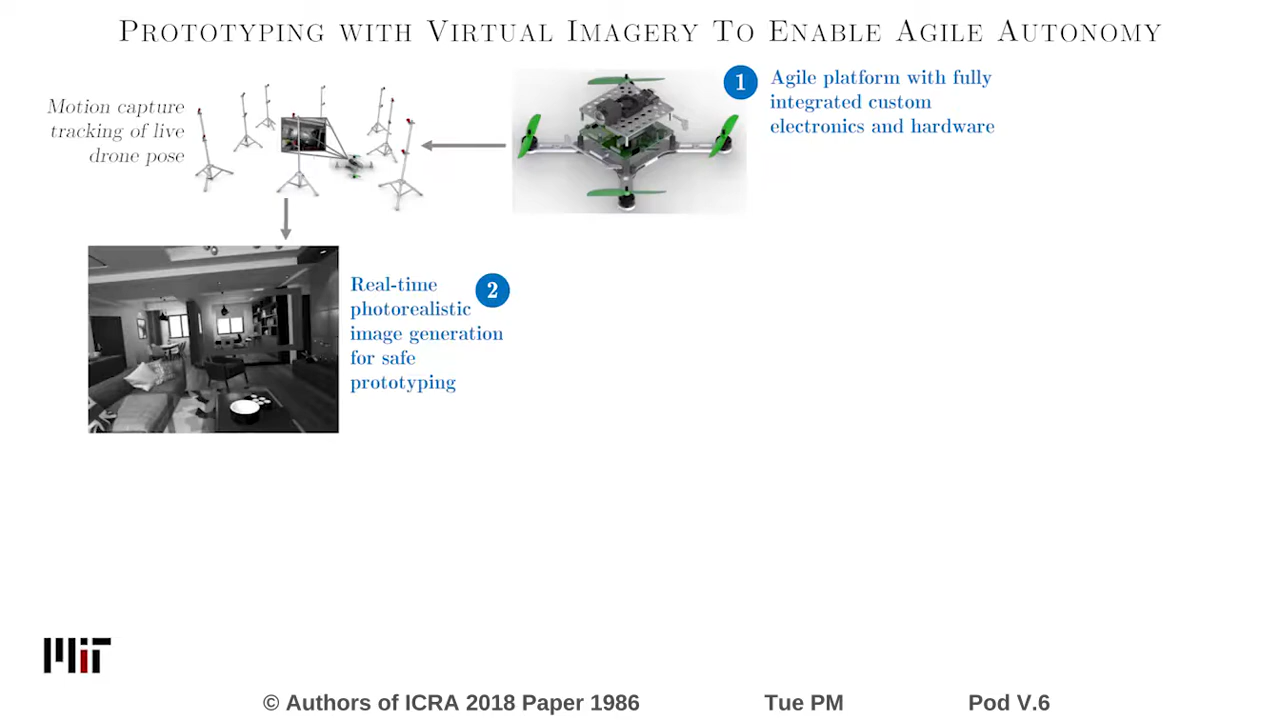 PROTOTYPING WITH VIRTUAL IMAGERY TO ENABLE AGILE AUTONOMY
Motion capture
tracking of live
drone pose
1
Agile platform with fully
integrated custom
electronics and hardware
Real-time
photorealistic
image generation
for safe
prototyping
2
MIT
© Authors of ICRA 2018 Paper 1986
Tue PM
Pod V.6